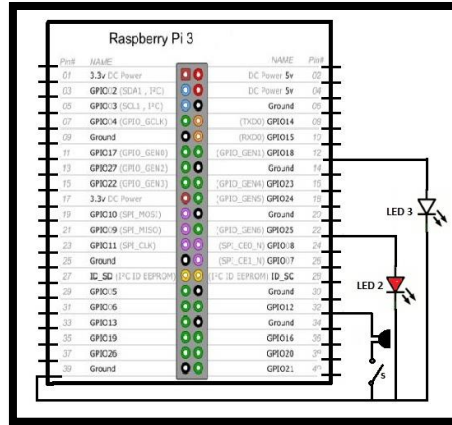 Raspberry Pi 3
Pin# NAME NAME Pin#
01 3.3v DC Power DC Power 5v 02
03 GPIO02 (SDA1 , I²C) DC Power 5v 04
05 GPIO03 (SCL1 , I²C) Ground 06
07 GPIO04 (GPIO_GCLK) (TXD0) GPIO14 08
09 Ground (RXD0) GPIO15 10
11 GPIO17 (GPIO_GEN0) (GPIO_GEN1) GPIO18 12
13 GPIO27 (GPIO_GEN2) Ground 14
15 GPIO22 (GPIO_GEN3) (GPIO_GEN4) GPIO23 16
17 3.3v DC Power (GPIO_GEN5) GPIO24 18
19 GPIO10 (SPI_MOSI) Ground 20
LED 3
21 GPIO09 (SPI_MISO) (GPIO_GEN6) GPIO25 22
23 GPIO11 (SPI_CLK) (SPI_CE0_N) GPIO08 24
25 Ground (SPI_CE1_N) GPIO07 26
27 ID_SD (I²C ID EEPROM) (I²C ID EEPROM) ID_SC 28
LED 2
29 GPIO05 Ground 30
31 GPIO06 GPIO12 32
33 GPIO13 Ground 34
35 GPIO19 GPIO16 36
37 GPIO26 GPIO20 38
S
39 Ground GPIO21 40